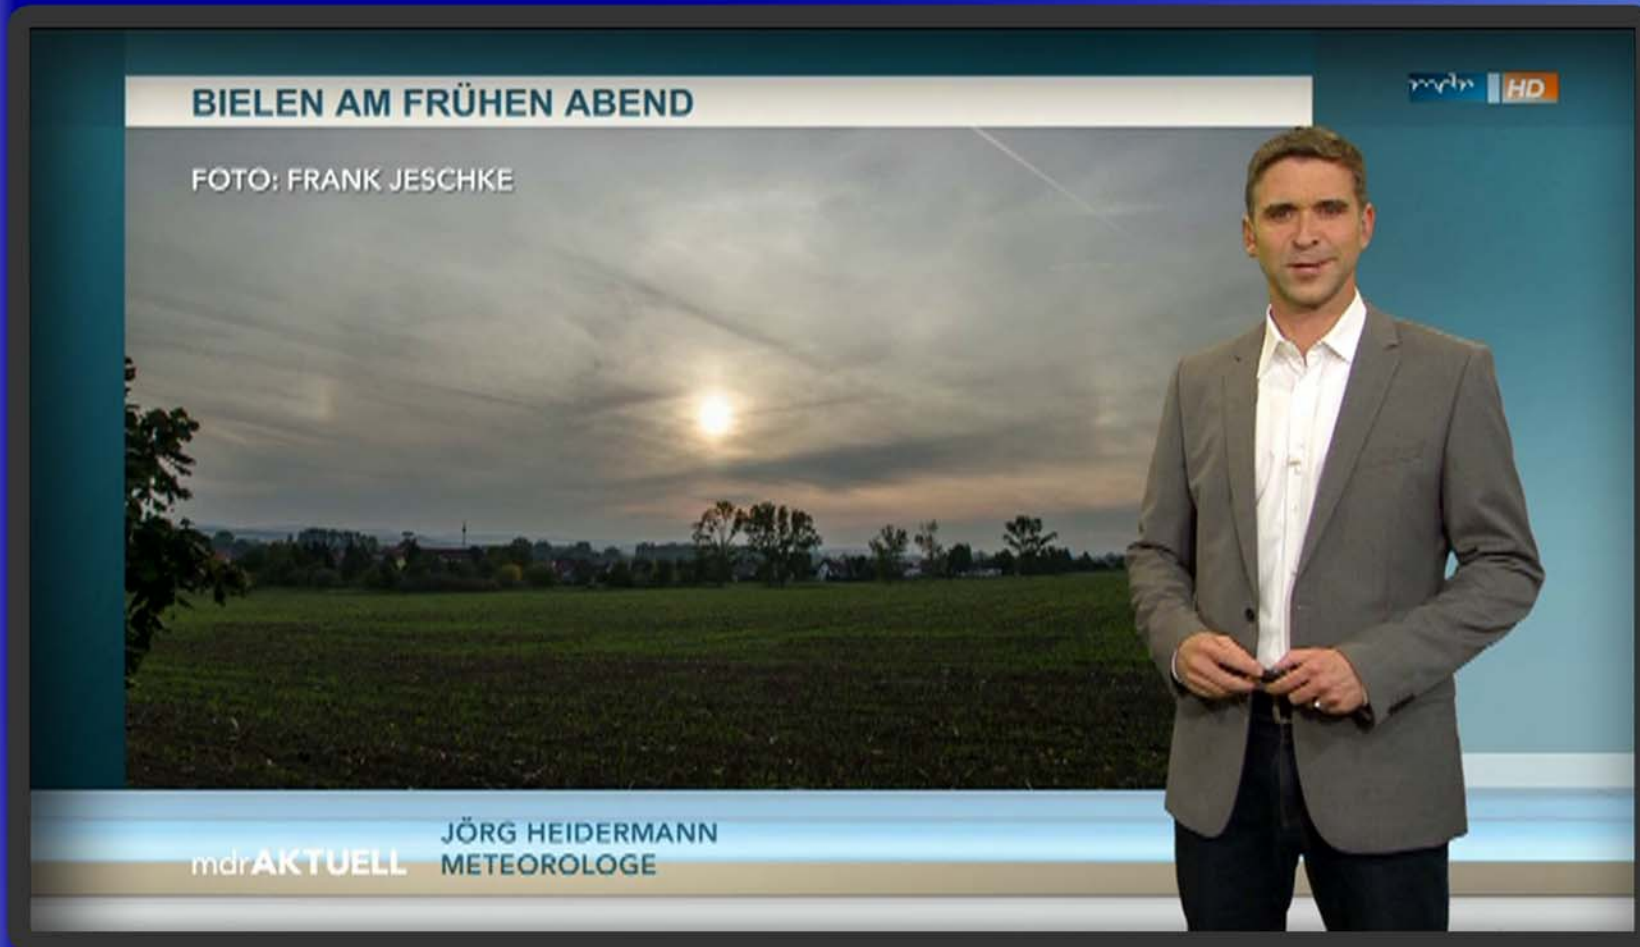 BIELEN AM FRÜHEN ABEND
mdr HD
FOTO: FRANK JESCHKE
JÖRG HEIDERMANN
mdrAKTUELL METEOROLOGE